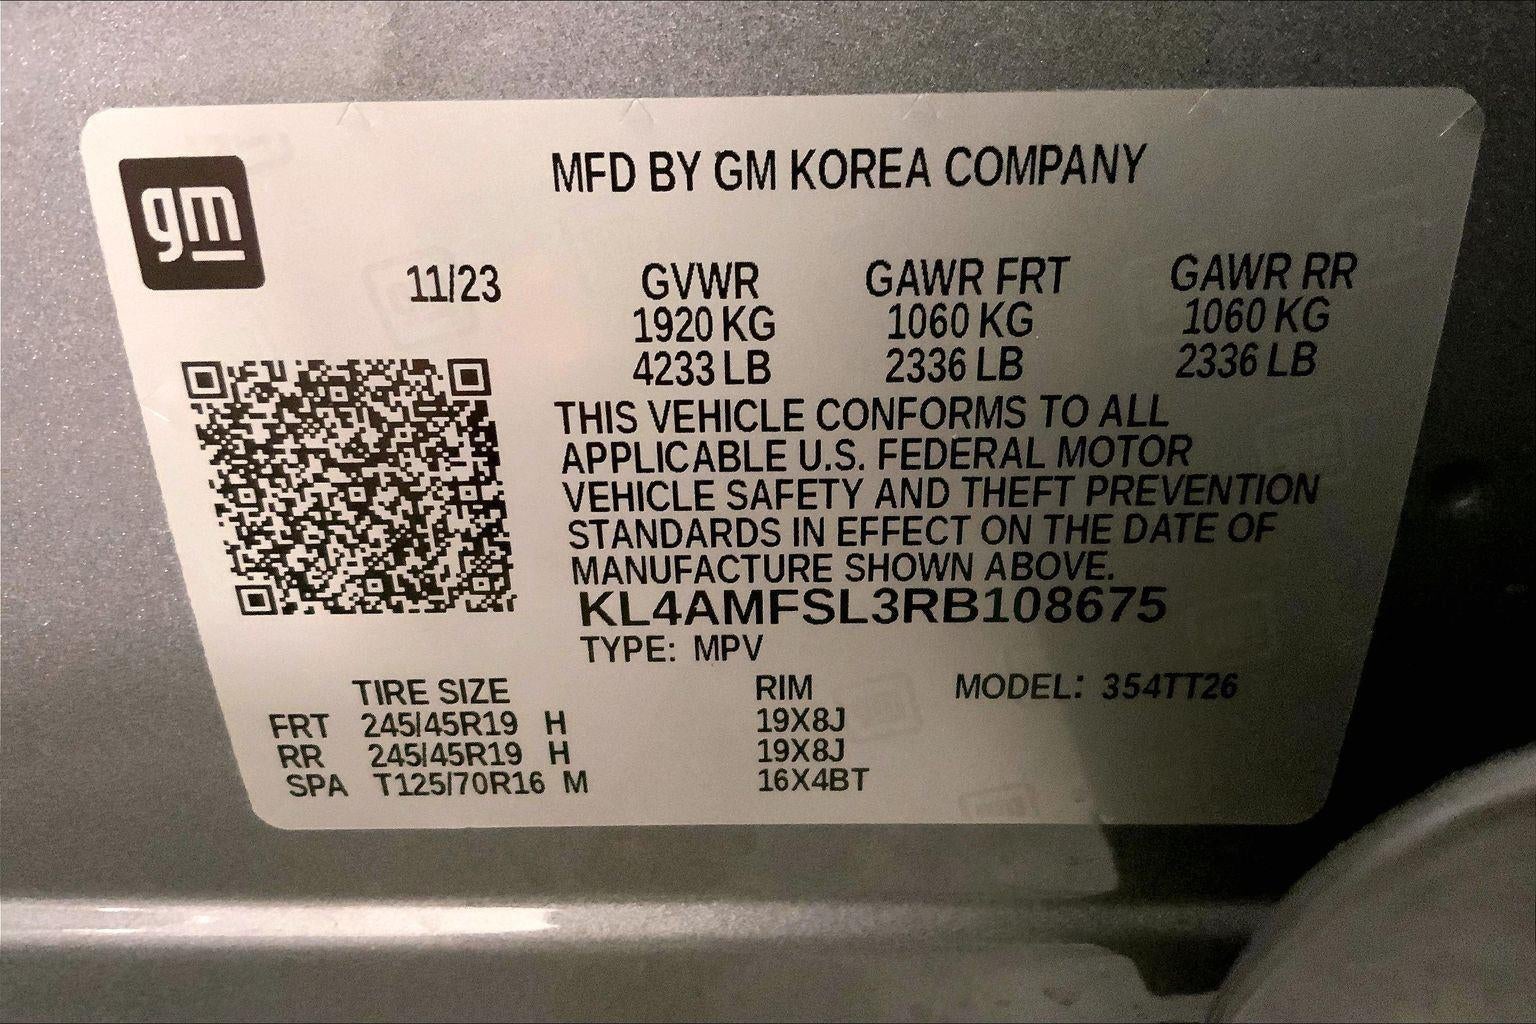 gm
MFD BY GM KOREA COMPANY
11/23 GVWR GAWR FRT GAWR RR
1920 KG 1060 KG 1060 KG
4233 LB 2336 LB 2336 LB
THIS VEHICLE CONFORMS TO ALL
APPLICABLE U.S. FEDERAL MOTOR
VEHICLE SAFETY AND THEFT PREVENTION
STANDARDS IN EFFECT ON THE DATE OF
MANUFACTURE SHOWN ABOVE.
KL4AMFSL3RB108675
TYPE: MPV
TIRE SIZE RIM MODEL: 354TT26
FRT 245/45R19 H 19X8J
RR 245/45R19 H 19X8J
SPA T125/70R16 M 16X4BT